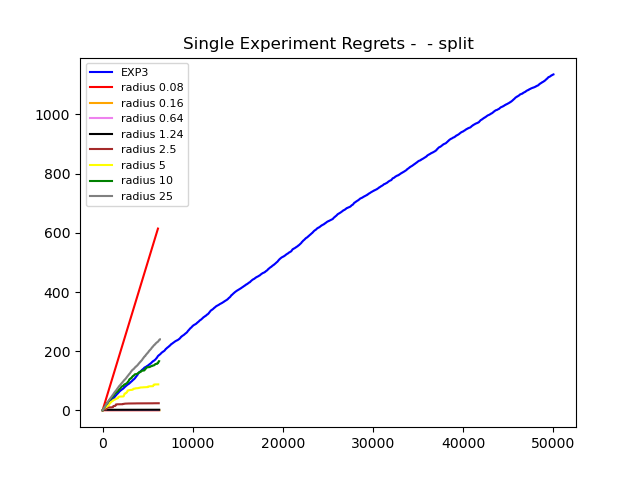 Single Experiment Regrets -  - split
EXP3
radius 0.08
radius 0.16
radius 0.64
radius 1.24
radius 2.5
radius 5
radius 10
radius 25
1000
800
600
400
200
0
0 10000 20000 30000 40000 50000